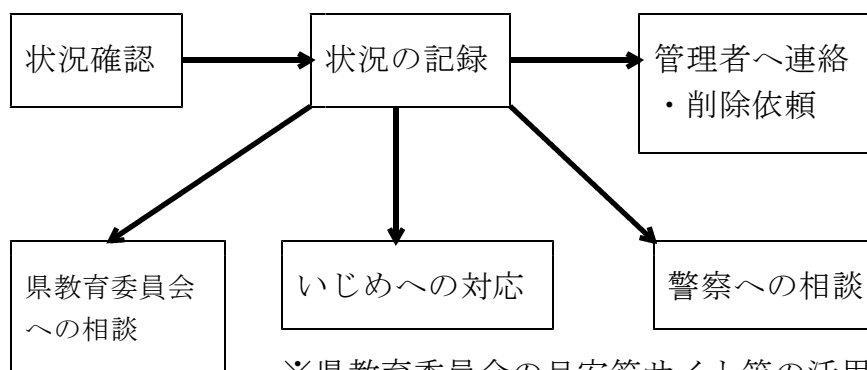 状況確認
状況の記録
管理者へ連絡
・削除依頼
県教育委員会
への相談
いじめへの対応
警察への相談